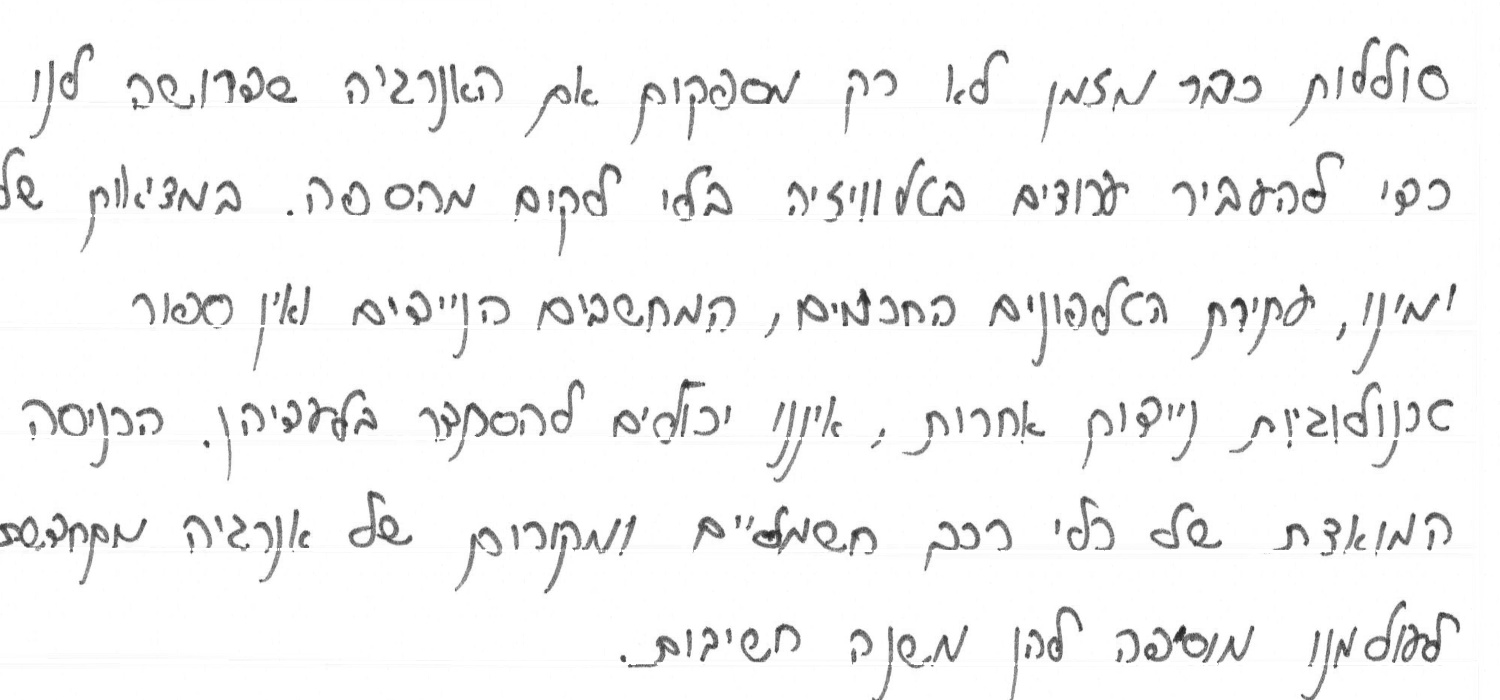 סוללות כבר מזמן לא רק מספקות את האנרגיה שדרושה לנו
כדי להעביר ערוצים בטלוויזיה בלי לקום מהספה. במציאות של
ימינו, עתירת הטלפונים החכמים, המחשבים הניידים ואין ספור
טכנולוגיות ניידות אחרות, איננו יכולים להסתדר בלעדיהן. הכניסה
המואצת של כלי רכב חשמליים ומקורות של אנרגיה מתחדשת
לעולמנו מוסיפה להן משנה חשיבות.